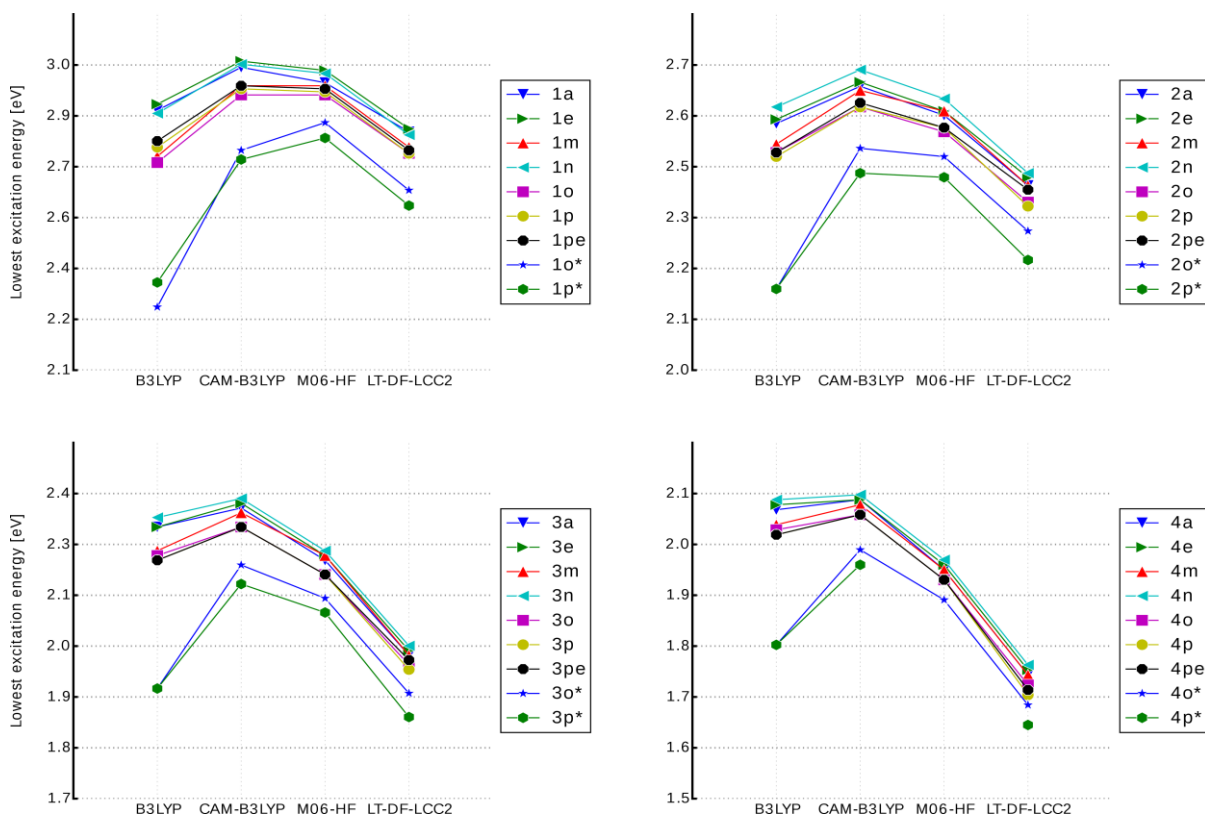 Lowest excitation energy [eV]
3.0
2.9
2.7
2.6
2.4
2.2
2.1
B3LYP CAM-B3LYP M06-HF LT-DF-LCC2
1a
1e
1m
1n
1o
1p
1pe
1o*
1p*
2.7
2.6
2.5
2.3
2.2
2.1
2.0
B3LYP CAM-B3LYP M06-HF LT-DF-LCC2
2a
2e
2m
2n
2o
2p
2pe
2o*
2p*
Lowest excitation energy [eV]
2.4
2.3
2.1
2.0
1.9
1.8
1.7
B3LYP CAM-B3LYP M06-HF LT-DF-LCC2
3a
3e
3m
3n
3o
3p
3pe
3o*
3p*
2.1
2.0
1.9
1.8
1.7
1.6
1.5
B3LYP CAM-B3LYP M06-HF LT-DF-LCC2
4a
4e
4m
4n
4o
4p
4pe
4o*
4p*